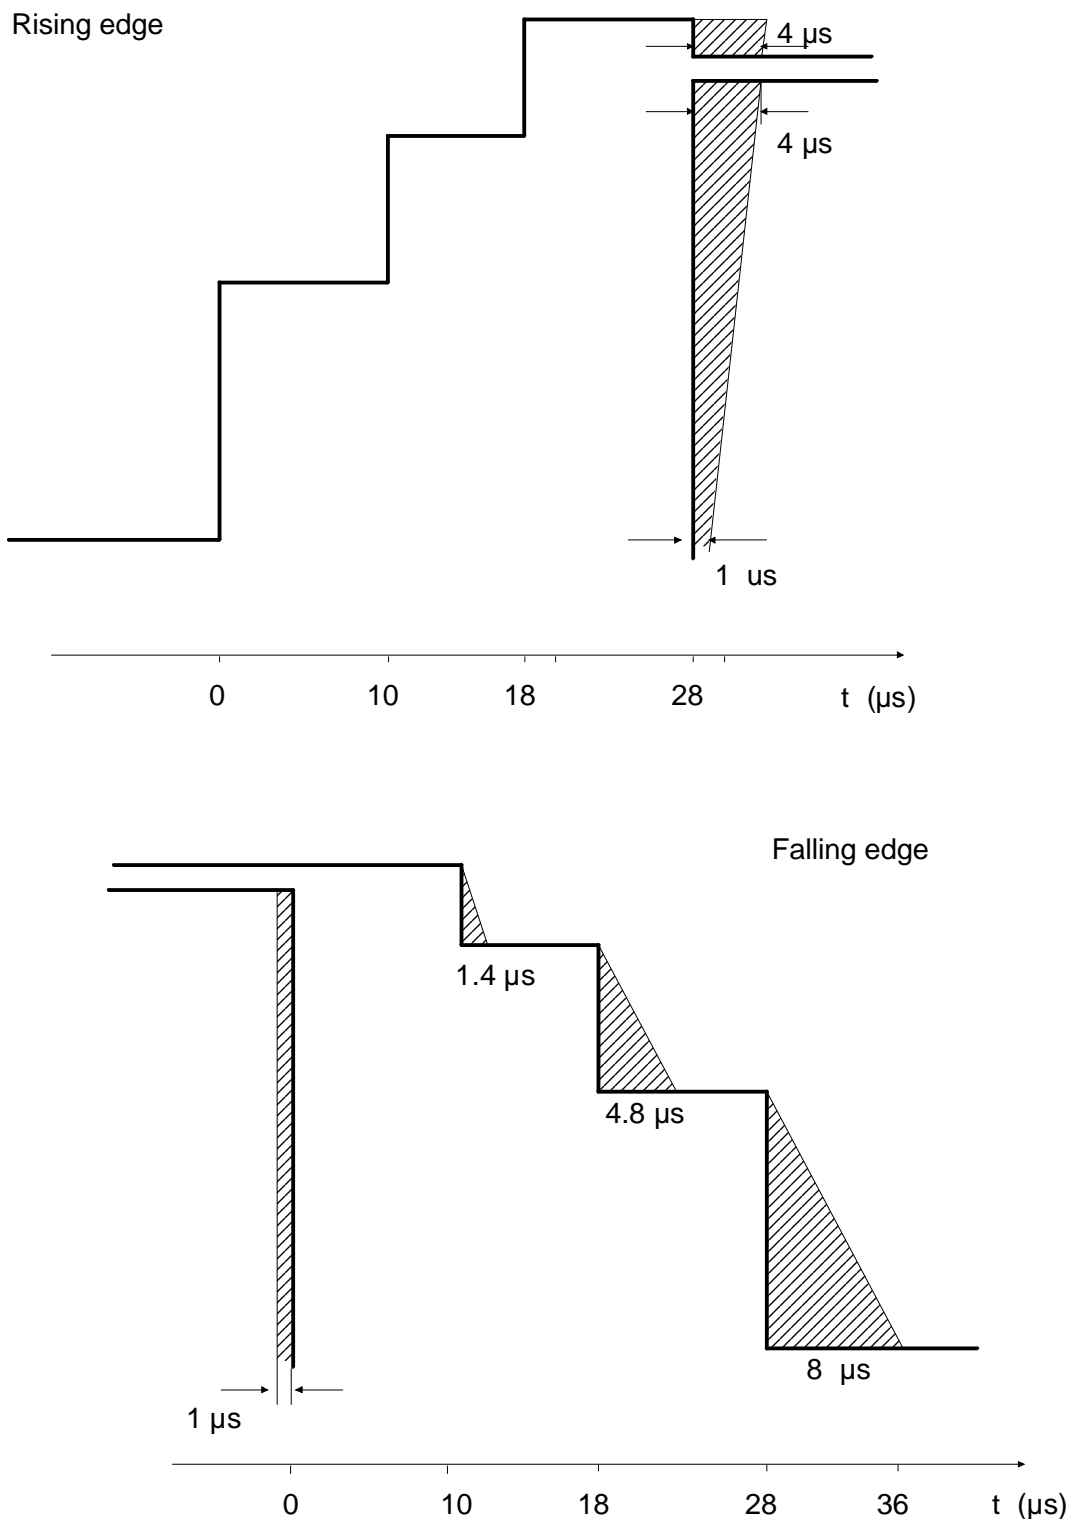 Rising edge
4 µs
4 µs
1 us
0 10 18 28 t (µs)
Falling edge
1.4 µs
4.8 µs
8 µs
1 µs
0 10 18 28 36 t (µs)